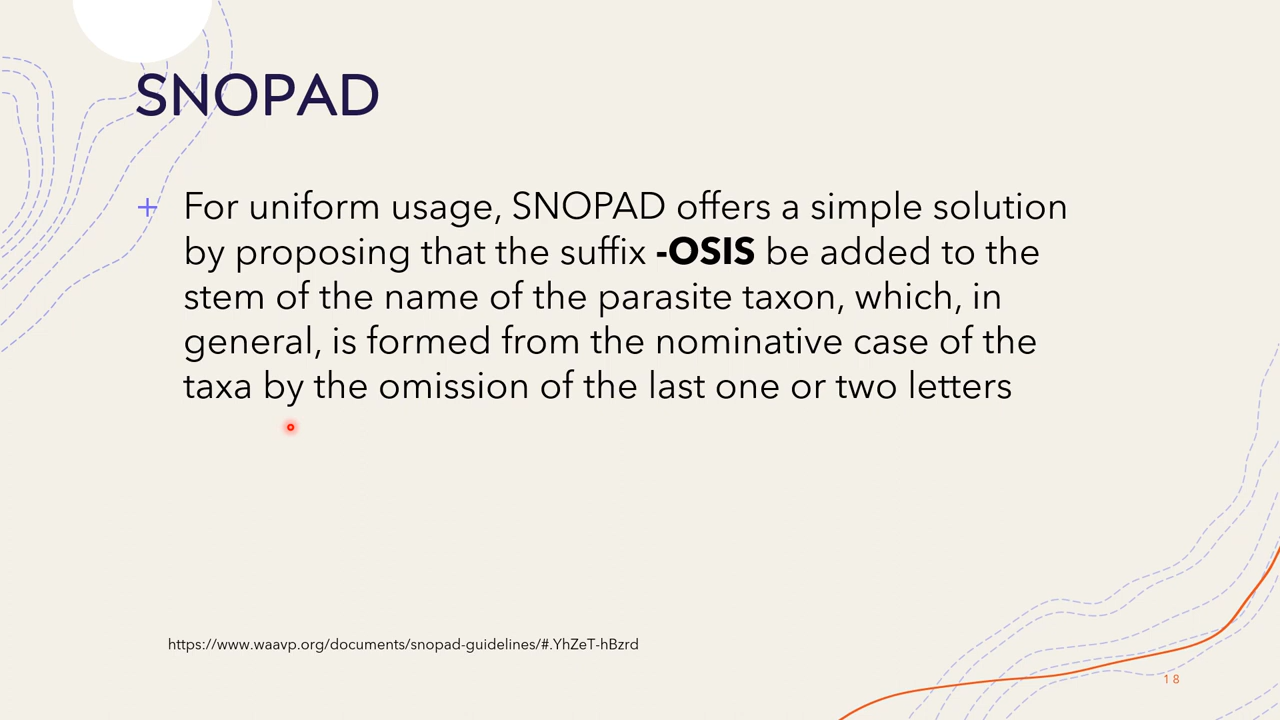 SNOPAD
+ For uniform usage, SNOPAD offers a simple solution
by proposing that the suffix -OSIS be added to the
stem of the name of the parasite taxon, which, in
general, is formed from the nominative case of the
taxa by the omission of the last one or two letters
https://www.waavp.org/documents/snopad-guidelines/#.YhZeT-hBzrd
18